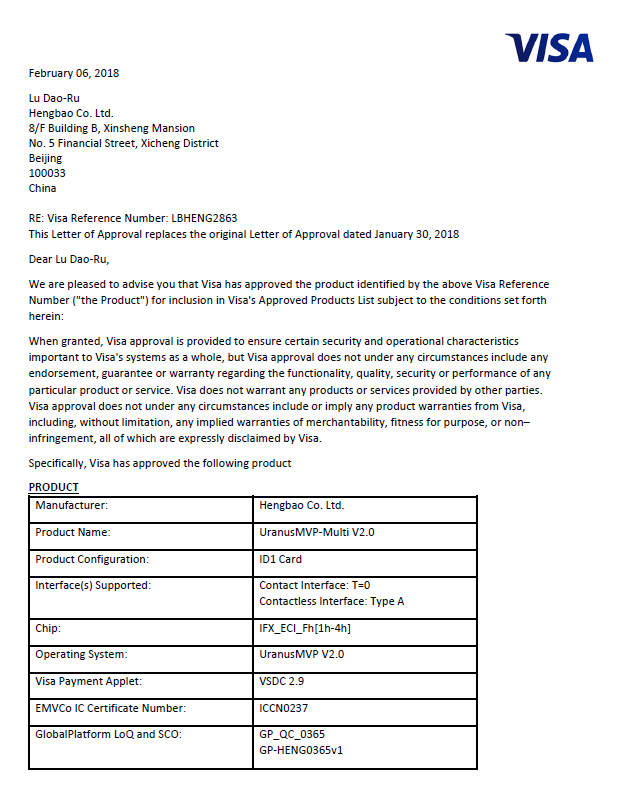 VISA
February 06, 2018
Lu Dao-Ru
Hengbao Co. Ltd.
8/F Building B, Xinsheng Mansion
No. 5 Financial Street, Xicheng District
Beijing
100033
China
RE: Visa Reference Number: LBHENG2863
This Letter of Approval replaces the original Letter of Approval dated January 30, 2018
Dear Lu Dao-Ru,
We are pleased to advise you that Visa has approved the product identified by the above Visa Reference
Number ("the Product") for inclusion in Visa's Approved Products List subject to the conditions set forth
herein:
When granted, Visa approval is provided to ensure certain security and operational characteristics
important to Visa's systems as a whole, but Visa approval does not under any circumstances include any
endorsement, guarantee or warranty regarding the functionality, quality, security or performance of any
particular product or service. Visa does not warrant any products or services provided by other parties.
Visa approval does not under any circumstances include or imply any product warranties from Visa,
including, without limitation, any implied warranties of merchantability, fitness for purpose, or non–
infringement, all of which are expressly disclaimed by Visa.
Specifically, Visa has approved the following product
PRODUCT
Manufacturer: Hengbao Co. Ltd.
Product Name: UranusMVP-Multi V2.0
Product Configuration: ID1 Card
Interface(s) Supported: Contact Interface: T=0
Contactless Interface: Type A
Chip: IFX_ECI_Fh[1h-4h]
Operating System: UranusMVP V2.0
Visa Payment Applet: VSDC 2.9
EMVCo IC Certificate Number: ICCN0237
GlobalPlatform LoQ and SCO: GP_QC_0365
GP-HENG0365v1